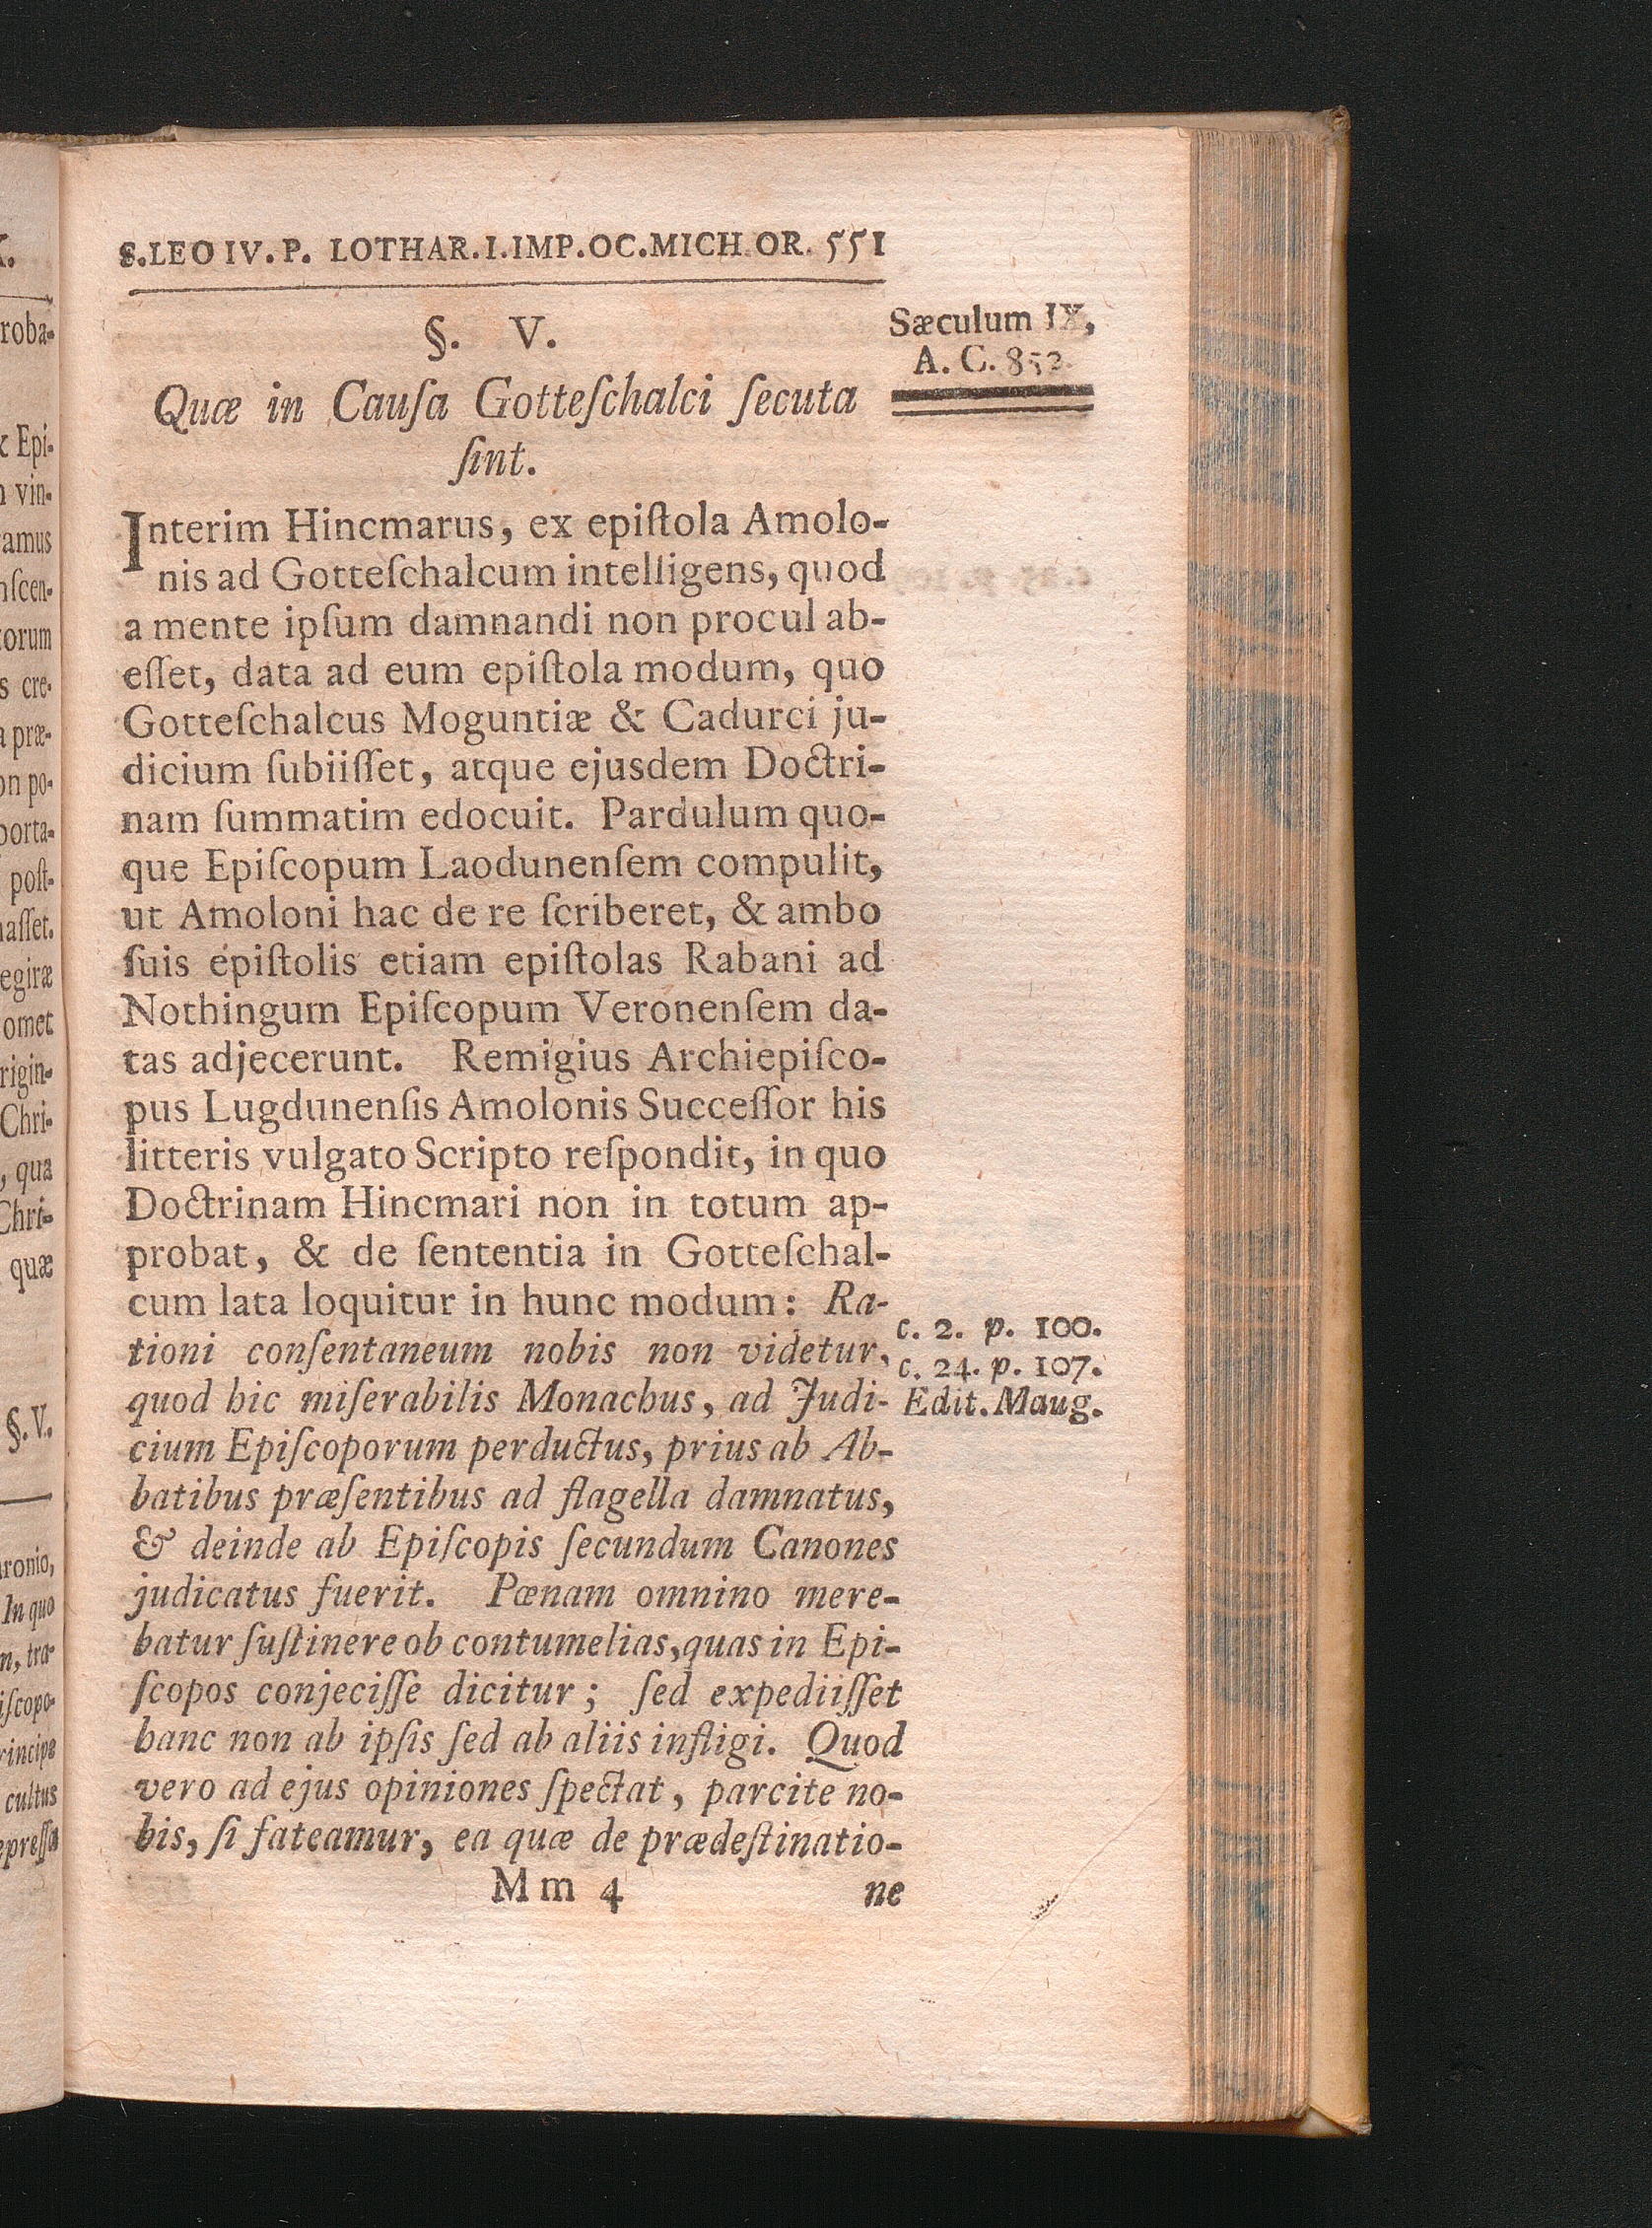 S.LEO IV.P. LOTHAR.I.IMP.OC.MICH.OR. 551
Sæculum IX,
A. C. 852.
§. V.
Quæ in Cauſa Gotteſchalci ſecuta
ſint.
Interim Hincmarus, ex epiſtola Amolo-
nis ad Gotteſchalcum intelligens, quod
a mente ipſum damnandi non procul ab-
eſſet, data ad eum epiſtola modum, quo
Gotteſchalcus Moguntiæ & Cadurci ju-
dicium ſubiiſſet, atque ejusdem Doctri-
nam ſummatim edocuit. Pardulum quo-
que Epiſcopum Laodunenſem compulit,
ut Amoloni hac de re ſcriberet, & ambo
ſuis epiſtolis etiam epiſtolas Rabani ad
Nothingum Epiſcopum Veronenſem da-
tas adjecerunt. Remigius Archiepiſco-
pus Lugdunenſis Amolonis Succeſſor his
litteris vulgato Scripto reſpondit, in quo
Doctrinam Hincmari non in totum ap-
probat, & de ſententia in Gotteſchal-
cum lata loquitur in hunc modum: Ra-
tioni conſentaneum nobis non videtur,
quod hic miſerabilis Monachus, ad Judi-
cium Epiſcoporum perductus, prius ab Ab-
batibus præſentibus ad flagella damnatus,
& deinde ab Epiſcopis ſecundum Canones
judicatus fuerit. Pœnam omnino mere-
batur ſuſtinere ob contumelias, quas in Epi-
ſcopos conjeciſſe dicitur; ſed expediiſſet
hanc non ab ipſis ſed ab aliis infligi. Quod
vero ad ejus opiniones ſpectat, parcite no-
bis, ſi fateamur, ea quæ de prædeſtinatio-
Mm 4 ne
c. 2. p. 100.
c. 24. p. 107.
Edit. Maug.